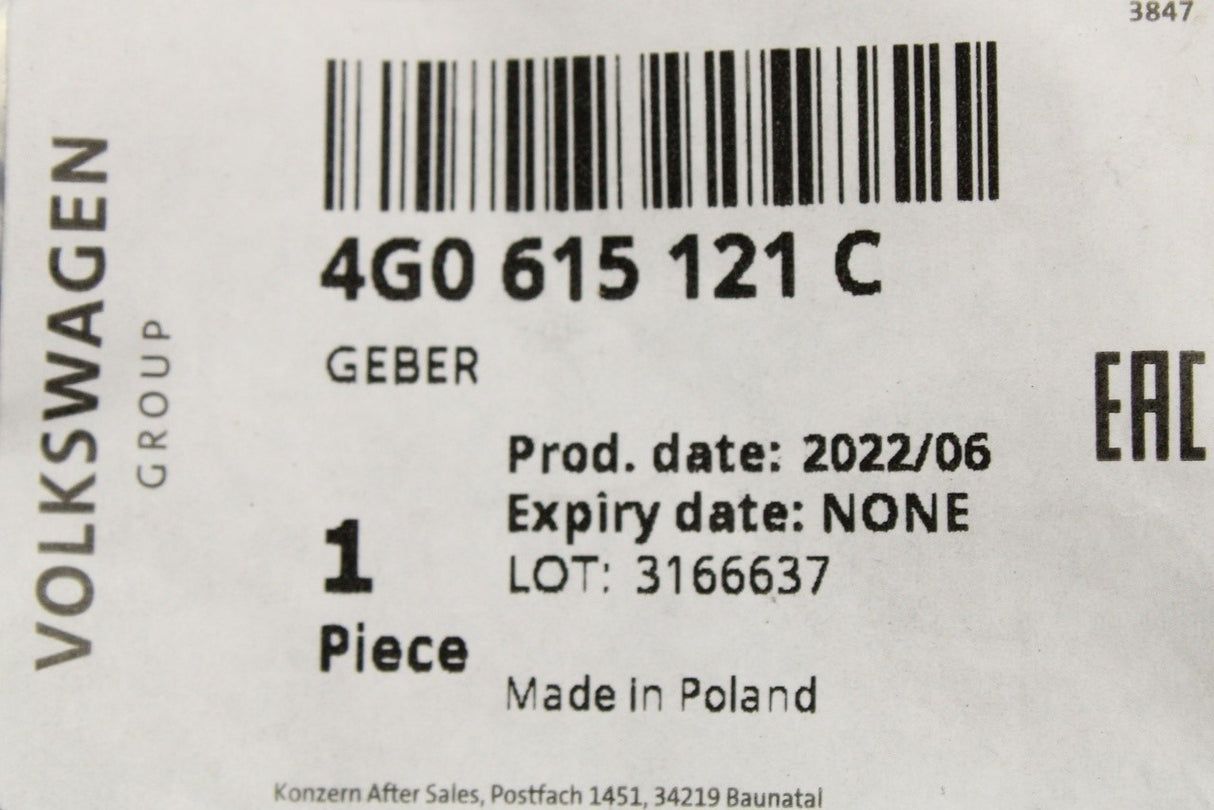 3847
VOLKSWAGEN
GROUP
4G0 615 121 C
GEBER
EAC
Prod. date: 2022/06
Expiry date: NONE
LOT: 3166637
1
Piece
Made in Poland
Konzern After Sales, Postfach 1451, 34219 Baunatal